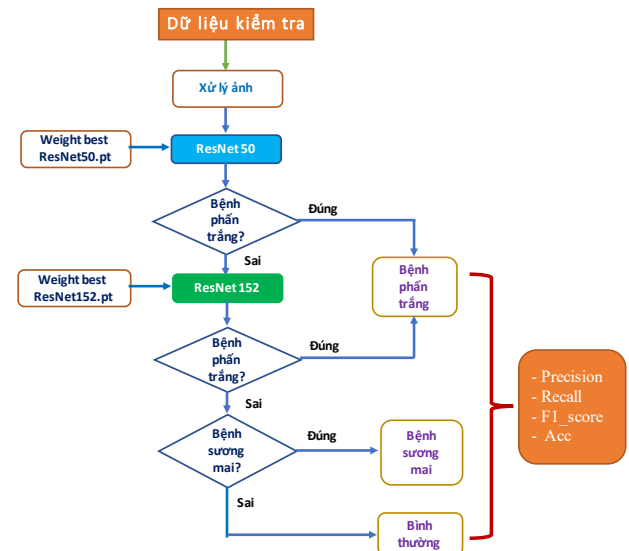 Dữ liệu kiểm tra
Xử lý ảnh
Weight best
ResNet50.pt
ResNet 50
Bệnh
phấn
trắng?
Đúng
Sai
Bệnh
phấn
trắng
Weight best
ResNet152.pt
ResNet 152
Bệnh
phấn
trắng?
Đúng
Sai
- Precision
- Recall
- F1_score
- Acc
Bệnh
sương
mai?
Đúng
Bệnh
sương
mai
Sai
Bình
thường